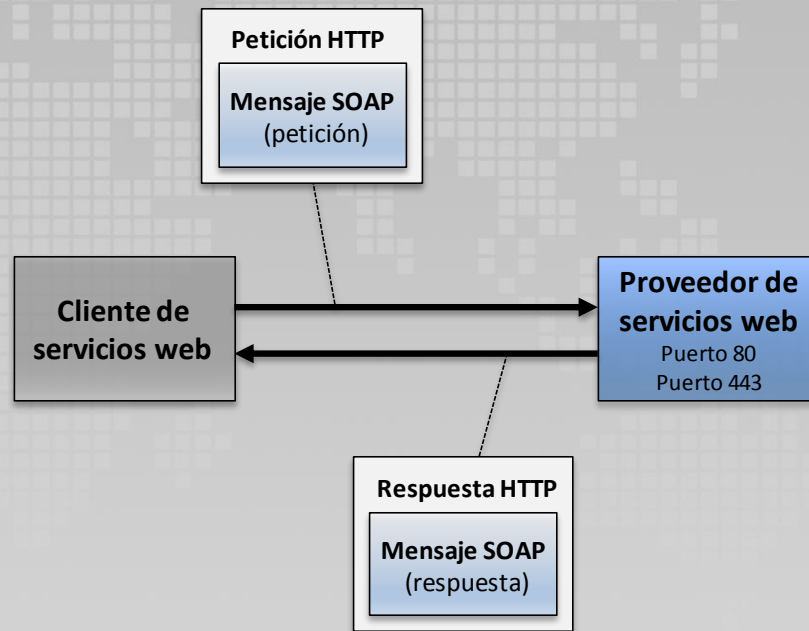 Petición HTTP
Mensaje SOAP
(petición)
Cliente de
servicios web
Proveedor de
servicios web
Puerto 80
Puerto 443
Respuesta HTTP
Mensaje SOAP
(respuesta)